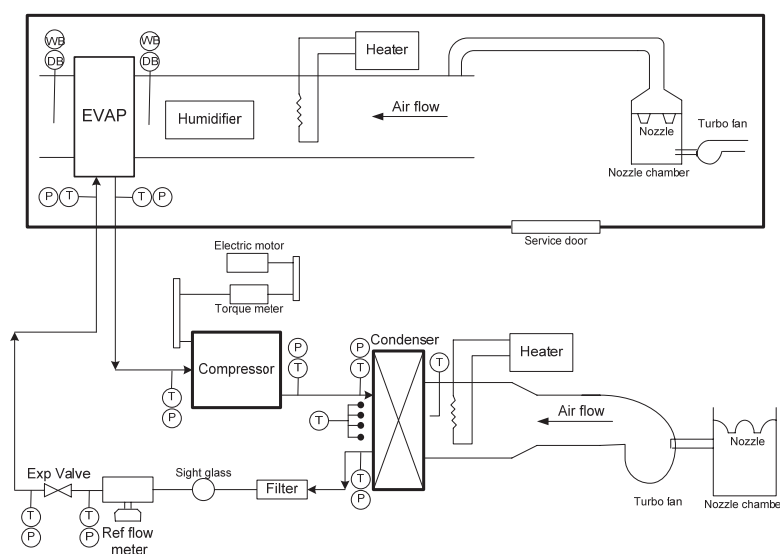 WB
WB
Heater
DB
DB
EVAP
Humidifier
Air flow
Nozzle
Turbo fan
Nozzle chamber
P
T
T
P
Service door
Electric motor
Torque meter
Condenser
Compressor
P
T
P
T
T
Heater
T
P
T
Air flow
Nozzle
Exp Valve
Sight glass
Filter
T
P
Turbo fan
Nozzle chamb
T
P
T
P
Ref flow
meter